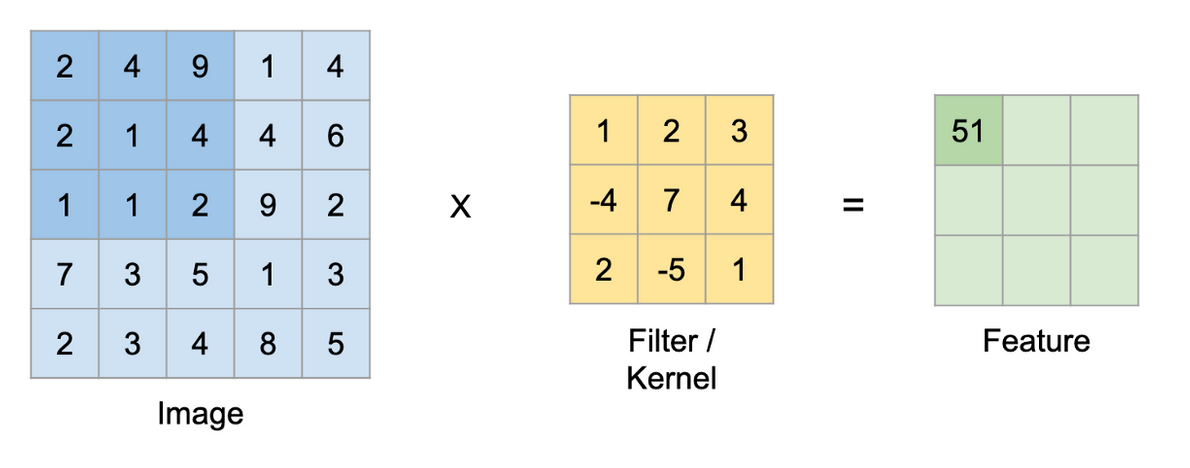 2 4 9 1 4
2 1 4 4 6
1 1 2 9 2
7 3 5 1 3
2 3 4 8 5
Image
x
1 2 3
-4 7 4
2 -5 1
Filter /
Kernel
=
51
Feature